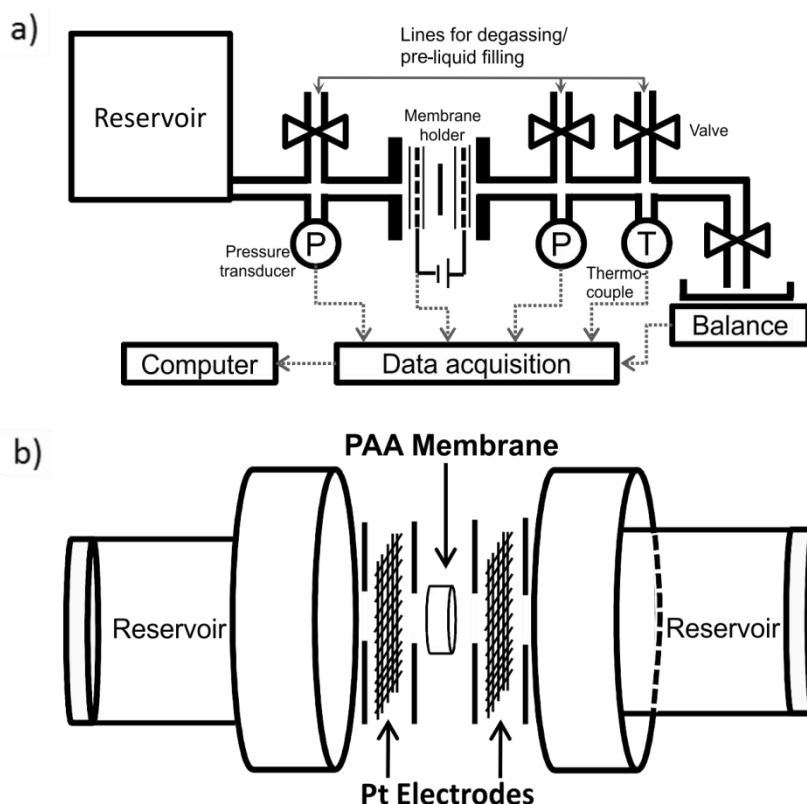 a)
Lines for degassing/
pre-liquid filling
Reservoir
Membrane
holder
Valve
P
P
T
Pressure
transducer
Thermo-
couple
Balance
Computer
Data acquisition
b)
PAA Membrane
Reservoir
Reservoir
Pt Electrodes